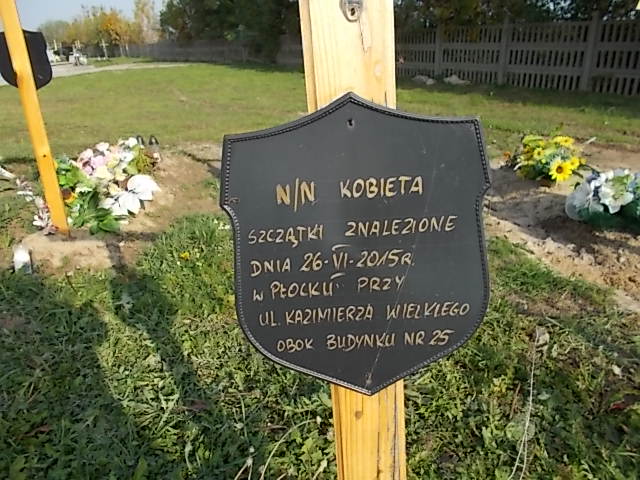 N/N KOBIETA
SZCZĄTKI ZNALEZIONE
DNIA 26-VI-2015R.
W PŁOCKU PRZY
UL. KAZIMIERZA WIELKIEGO
OBOK BUDYNKU NR 25